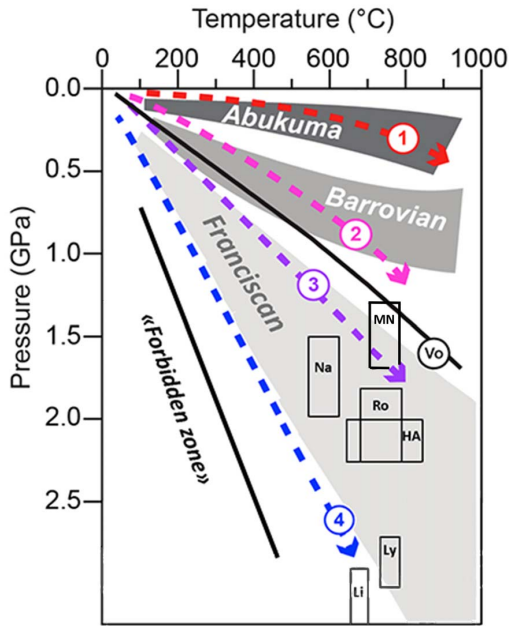 Temperature (°C)
0 200 400 600 800 1000
Pressure (GPa)
0.0
0.5
1.0
1.5
2.0
2.5
Abukuma
1
Barrovian
2
Franciscan
3
«Forbidden zone»
4
MN
Vo
Na
Ro
HA
Ly
Li